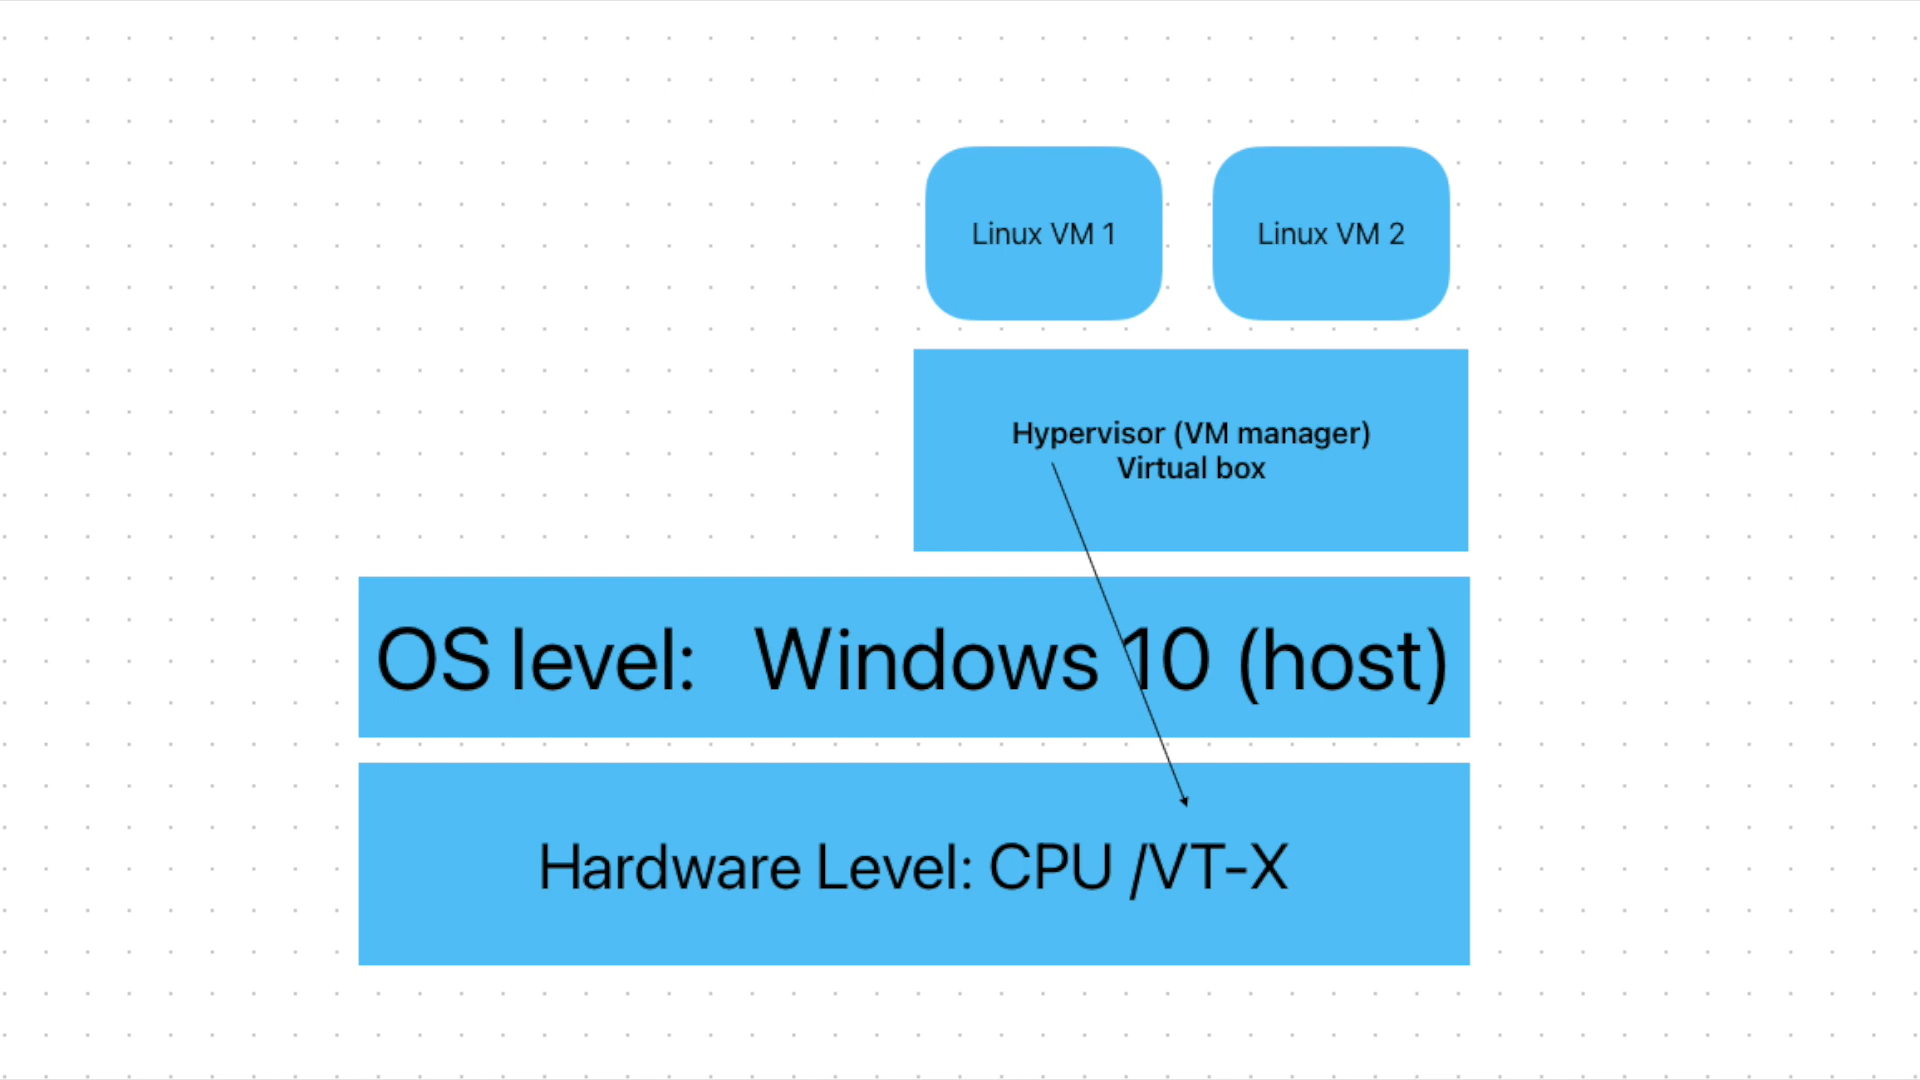 Linux VM 1
Linux VM 2
Hypervisor (VM manager)
Virtual box
OS level:   Windows 10 (host)
Hardware Level: CPU /VT-X